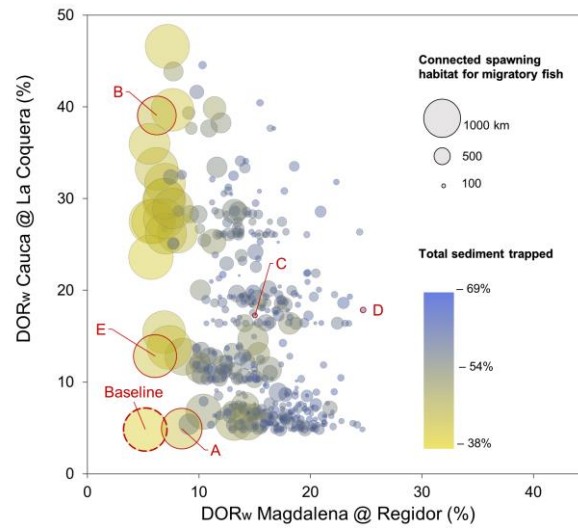 50
40
30
20
10
0
0
10
20
30
40
DORw Cauca @ La Coquera (%)
DORw Magdalena @ Regidor (%)
B
C
D
E
Baseline
A
Connected spawning
habitat for migratory fish
1000 km
500
100
Total sediment trapped
69%
54%
38%